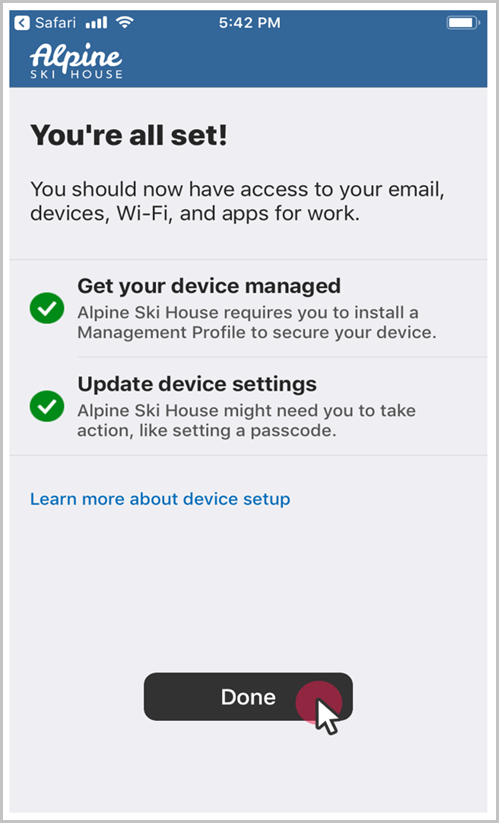 Safari 5:42 PM
Alpine
SKI HOUSE
You're all set!
You should now have access to your email,
devices, Wi-Fi, and apps for work.
Get your device managed
Alpine Ski House requires you to install a
Management Profile to secure your device.
Update device settings
Alpine Ski House might need you to take
action, like setting a passcode.
Learn more about device setup
Done